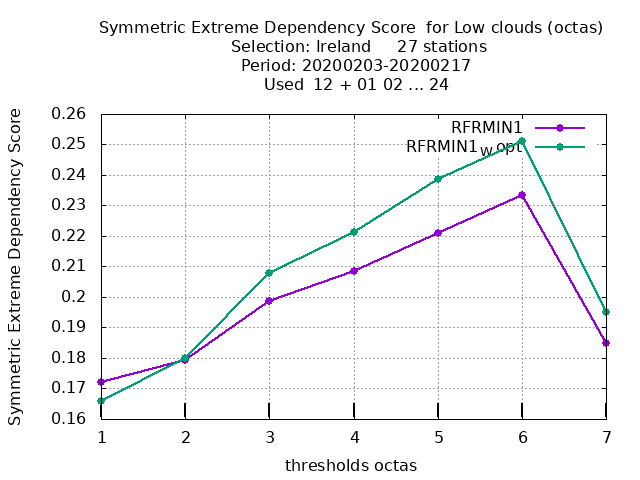 Symmetric Extreme Dependency Score for Low clouds (octas)
Selection: Ireland 27 stations
Period: 20200203-20200217
Used 12 + 01 02 ... 24
Symmetric Extreme Dependency Score
0.26
0.25
0.24
0.23
0.22
0.21
0.2
0.19
0.18
0.17
0.16
RFRMIN1
RFRMIN1w opt
1 2 3 4 5 6 7
thresholds octas